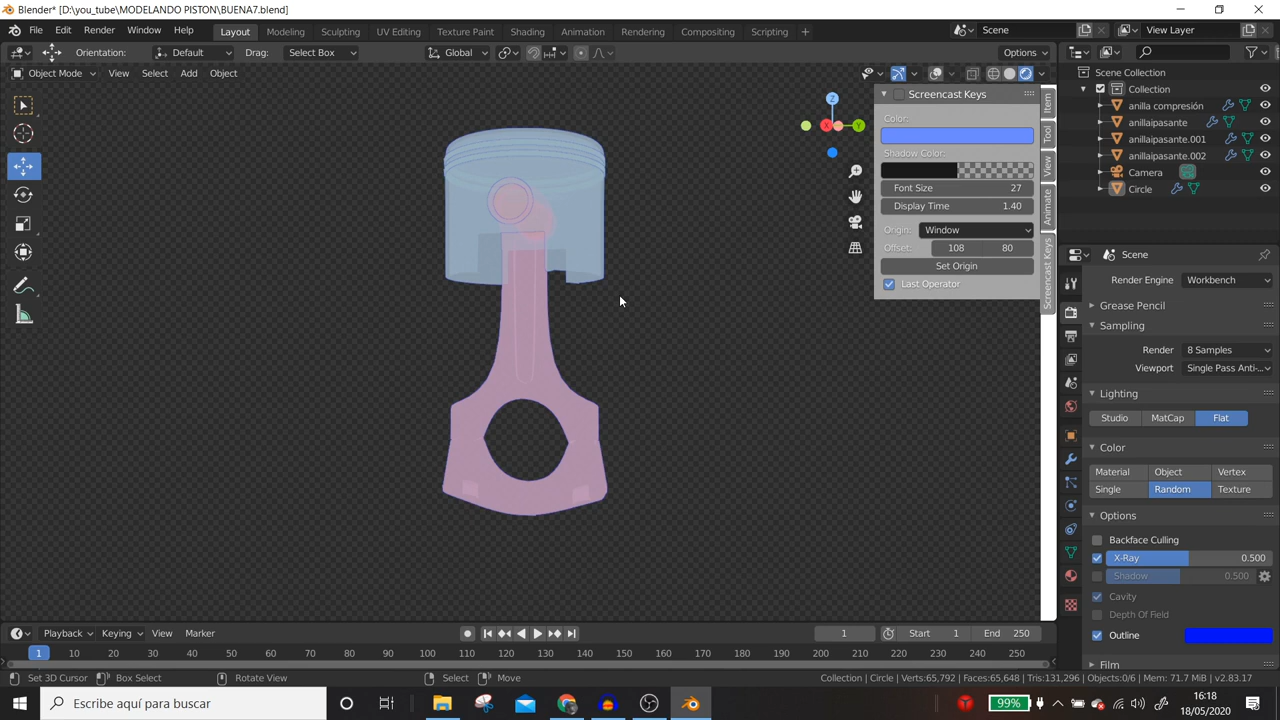 Blender* [D:\you_tube\MODELANDO PISTON\BUENA7.blend]
File Edit Render Window Help Layout Modeling Sculpting UV Editing Texture Paint Shading Animation Rendering Compositing Scripting + Scene View Layer
Orientation: Default Drag: Select Box Global Options
Object Mode View Select Add Object
Screencast Keys
Color:
Shadow Color:
Font Size 27
Display Time 1.40
Origin: Window
Offset: 108 80
Set Origin
Last Operator
Item
Tool
View
Animate
Screencast Keys
Z
X
Y
Scene Collection
Collection
anilla compresión
anillaipasante
anillaipasante.001
anillaipasante.002
Camera
Circle
Scene
Render Engine Workbench
Grease Pencil
Sampling
Render 8 Samples
Viewport Single Pass Anti-...
Lighting
Studio MatCap Flat
Color
Material Object Vertex
Single Random Texture
Options
Backface Culling
X-Ray 0.500
Shadow 0.500
Cavity
Depth Of Field
Outline
Film
Playback Keying View Marker 1 Start 1 End 250
1 10 20 30 40 50 60 70 80 90 100 110 120 130 140 150 160 170 180 190 200 210 220 230 240 250
Set 3D Cursor Box Select Rotate View Select Move Collection | Circle | Verts:65,792 | Faces:65,648 | Tris:131,296 | Objects:0/6 | Mem: 71.7 MiB | v2.83.17
Escribe aquí para buscar 99% 16:18
18/05/2020